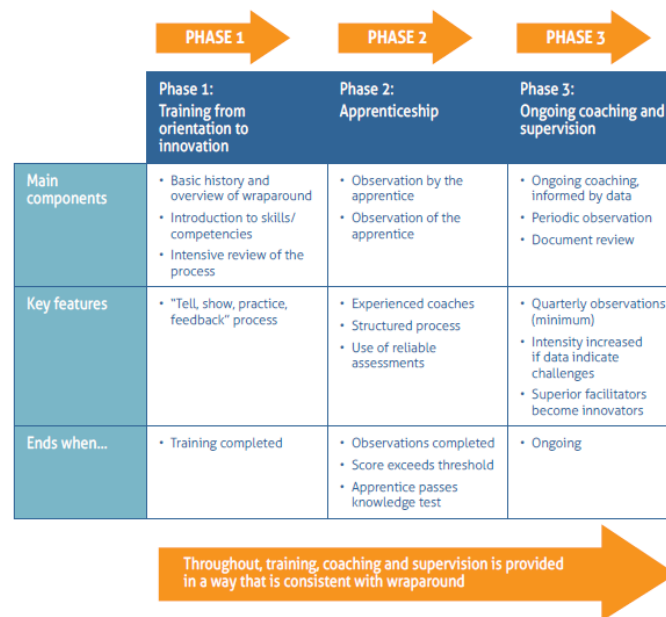 PHASE 1
PHASE 2
PHASE 3
Phase 1:
Training from
orientation to
innovation
Phase 2:
Apprenticeship
Phase 3:
Ongoing coaching and
supervision
Main
components
• Basic history and
overview of wraparound
• Introduction to skills/
competencies
• Intensive review of the
process
• Observation by the
apprentice
• Observation of the
apprentice
• Ongoing coaching,
informed by data
• Periodic observation
• Document review
Key features
• "Tell, show, practice,
feedback" process
• Experienced coaches
• Structured process
• Use of reliable
assessments
• Quarterly observations
(minimum)
• Intensity increased
if data indicate
challenges
• Superior facilitators
become innovators
Ends when...
• Training completed
• Observations completed
• Score exceeds threshold
• Apprentice passes
knowledge test
• Ongoing
Throughout, training, coaching and supervision is provided
in a way that is consistent with wraparound